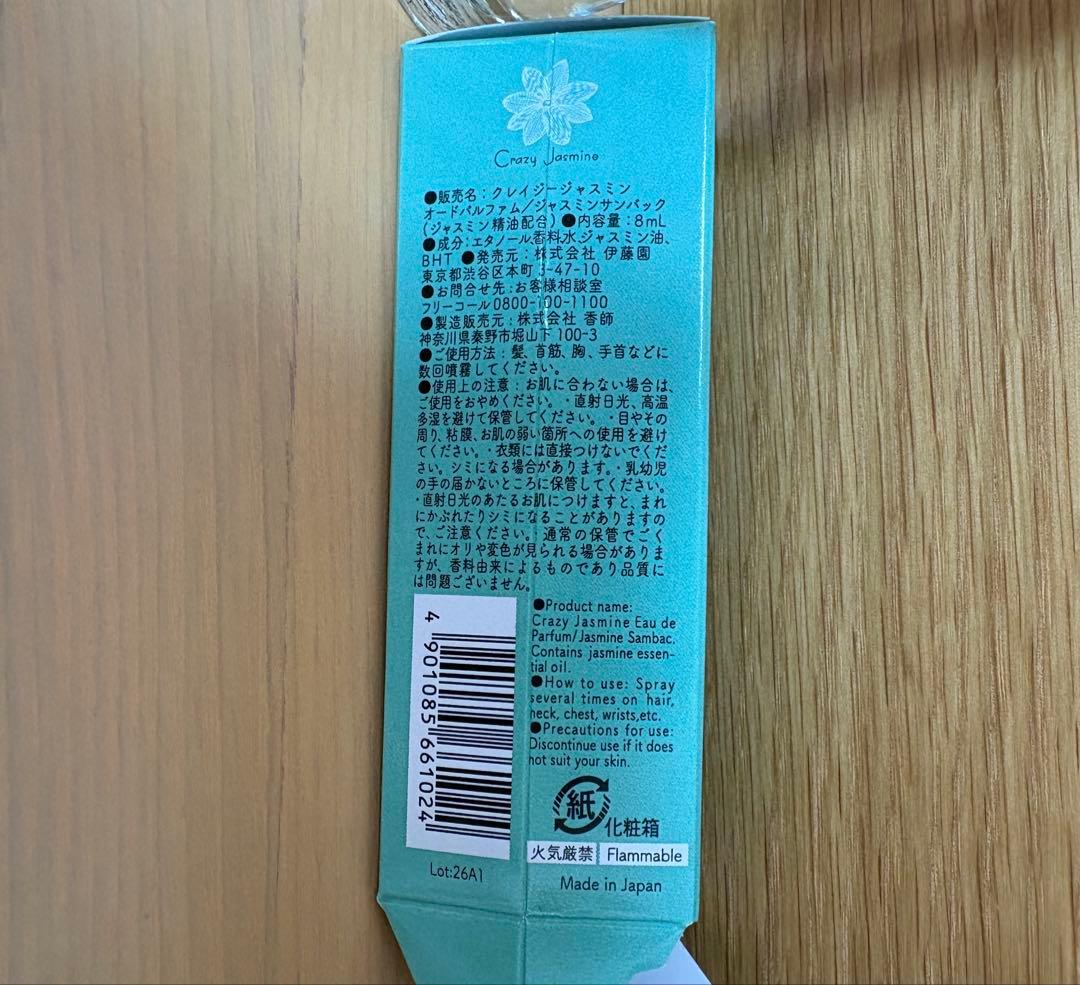 Crazy Jasmine
●販売名：クレイジージャスミン
オードパルファム／ジャスミンサンバック
(ジャスミン精油配合) ●内容量：8mL
●成分：エタノール、香料、水、ジャスミン油、
BHT ●発売元：株式会社 伊藤園
東京都渋谷区本町 3-47-10
●お問合せ先：お客様相談室
フリーコール 0800-100-1100
●製造販売元：株式会社 香師
神奈川県秦野市堀山下 100-3
●ご使用方法：髪、首筋、胸、手首などに
数回噴霧してください。
●使用上の注意：お肌に合わない場合は、
ご使用をおやめください。・直射日光、高温
多湿を避けて保管してください。・目やその
周り、粘膜、お肌の弱い箇所への使用を避け
てください。・衣類には直接つけないでくだ
さい。シミになる場合があります。・乳幼児
の手の届かないところに保管してください。
・直射日光のあたるお肌につけますと、まれ
にかぶれたりシミになることがありますの
で、ご注意ください。・通常の保管でごく
まれにオリや変色が見られる場合がありま
すが、香料由来によるものであり品質に
は問題ございません。
4 901085 661024
Lot:26A1
●Product name:
Crazy Jasmine Eau de
Parfum/Jasmine Sambac.
Contains jasmine essen-
tial oil.
●How to use: Spray
several times on hair,
neck, chest, wrists,etc.
●Precautions for use:
Discontinue use if it does
not suit your skin.
紙 化粧箱
火気厳禁 Flammable
Made in Japan